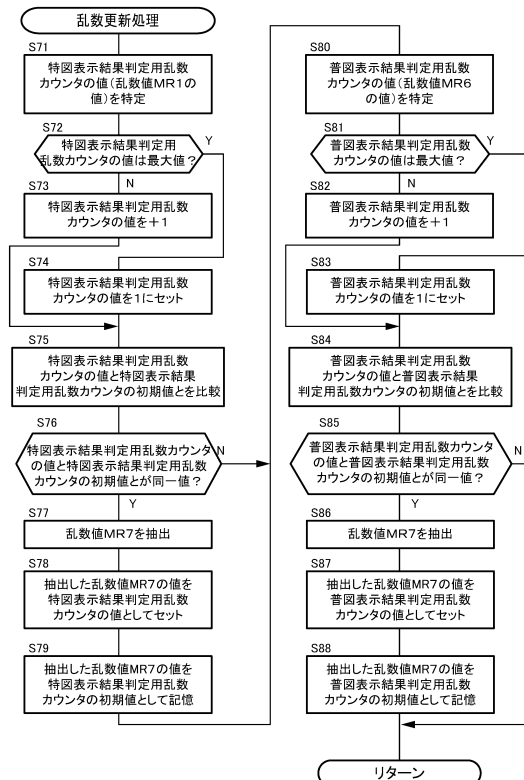 乱数更新処理
S71
特図表示結果判定用乱数
カウンタの値(乱数値MR1の
値)を特定
S72
特図表示結果判定用
乱数カウンタの値は最大値？
Y
N
S73
特図表示結果判定用乱数
カウンタの値を＋1
S74
特図表示結果判定用乱数
カウンタの値を1にセット
S75
特図表示結果判定用乱数
カウンタの値と特図表示結果
判定用乱数カウンタの初期値とを比較
S76
特図表示結果判定用乱数カウンタ
の値と特図表示結果判定用乱数
カウンタの初期値とが同一値？
N
Y
S77
乱数値MR7を抽出
S78
抽出した乱数値MR7の値を
特図表示結果判定用乱数
カウンタの値としてセット
S79
抽出した乱数値MR7の値を
特図表示結果判定用乱数
カウンタの初期値として記憶
S80
普図表示結果判定用乱数
カウンタの値(乱数値MR6
の値)を特定
S81
普図表示結果判定用乱数
カウンタの値は最大値？
Y
N
S82
普図表示結果判定用乱数
カウンタの値を＋1
S83
普図表示結果判定用乱数
カウンタの値を1にセット
S84
普図表示結果判定用乱数
カウンタの値と普図表示結果
判定用乱数カウンタの初期値とを比較
S85
普図表示結果判定用乱数カウンタ
の値と普図表示結果判定用乱数
カウンタの初期値とが同一値？
N
Y
S86
乱数値MR7を抽出
S87
抽出した乱数値MR7の値を
普図表示結果判定用乱数
カウンタの値としてセット
S88
抽出した乱数値MR7の値を
普図表示結果判定用乱数
カウンタの初期値として記憶
リターン